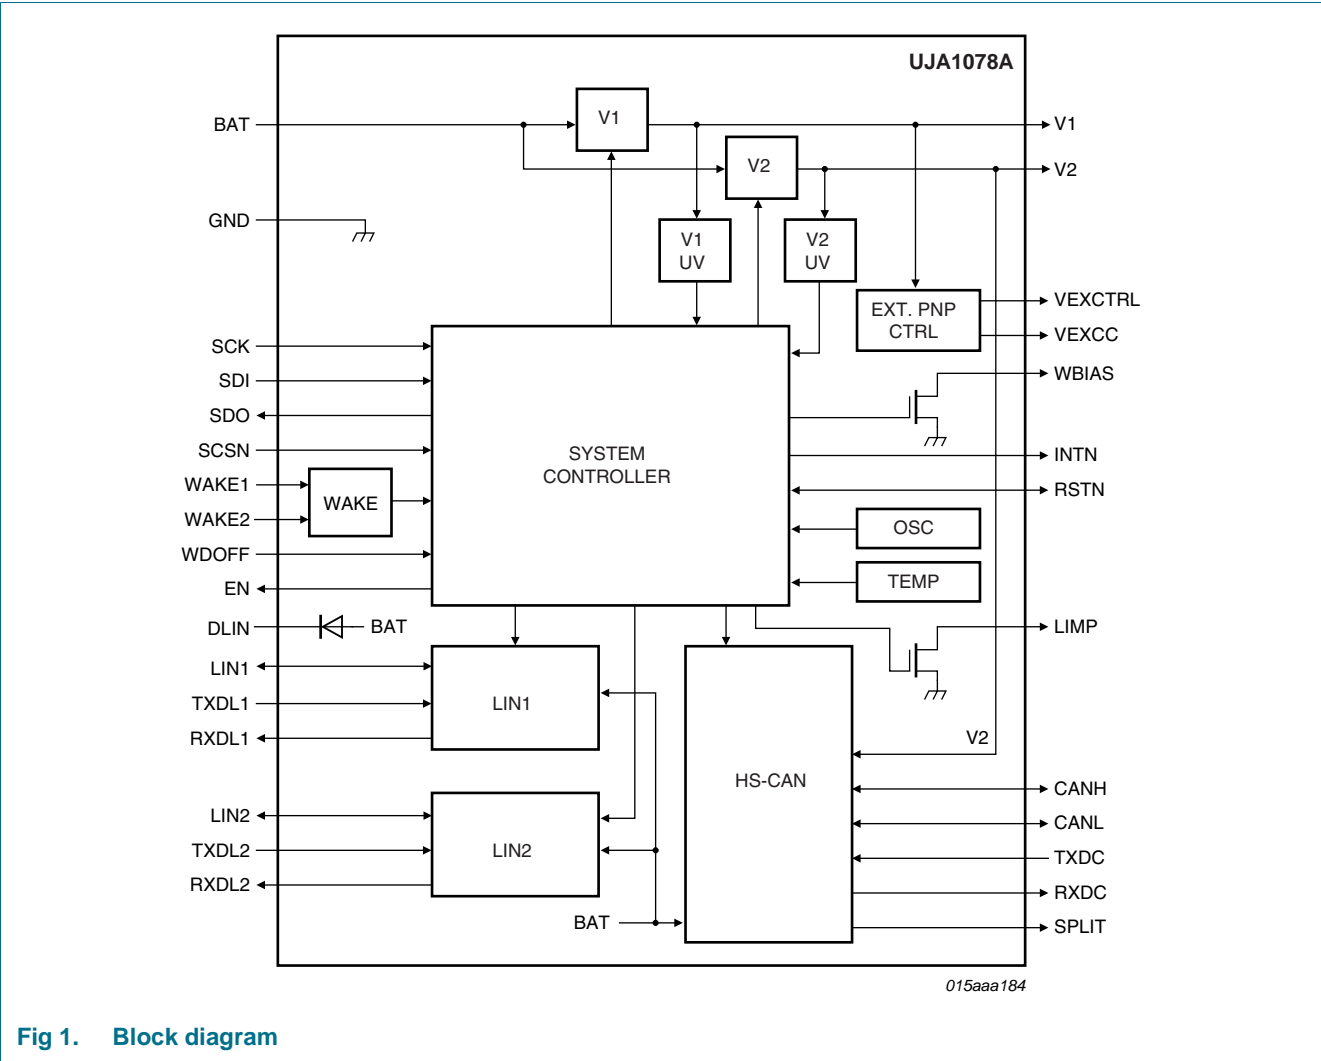 UJA1078A
BAT
V1
V1
V2
V2
GND
V1
UV
V2
UV
EXT. PNP
CTRL
VEXCTRL
VEXCC
SCK
SDI
SDO
SCSN
WAKE1
WAKE2
WAKE
WDOFF
EN
SYSTEM
CONTROLLER
WBIAS
INTN
RSTN
OSC
TEMP
DLIN
BAT
LIMP
LIN1
TXDL1
RXDL1
LIN1
V2
HS-CAN
LIN2
TXDL2
RXDL2
LIN2
BAT
CANH
CANL
TXDC
RXDC
SPLIT
015aaa184
Fig 1. Block diagram